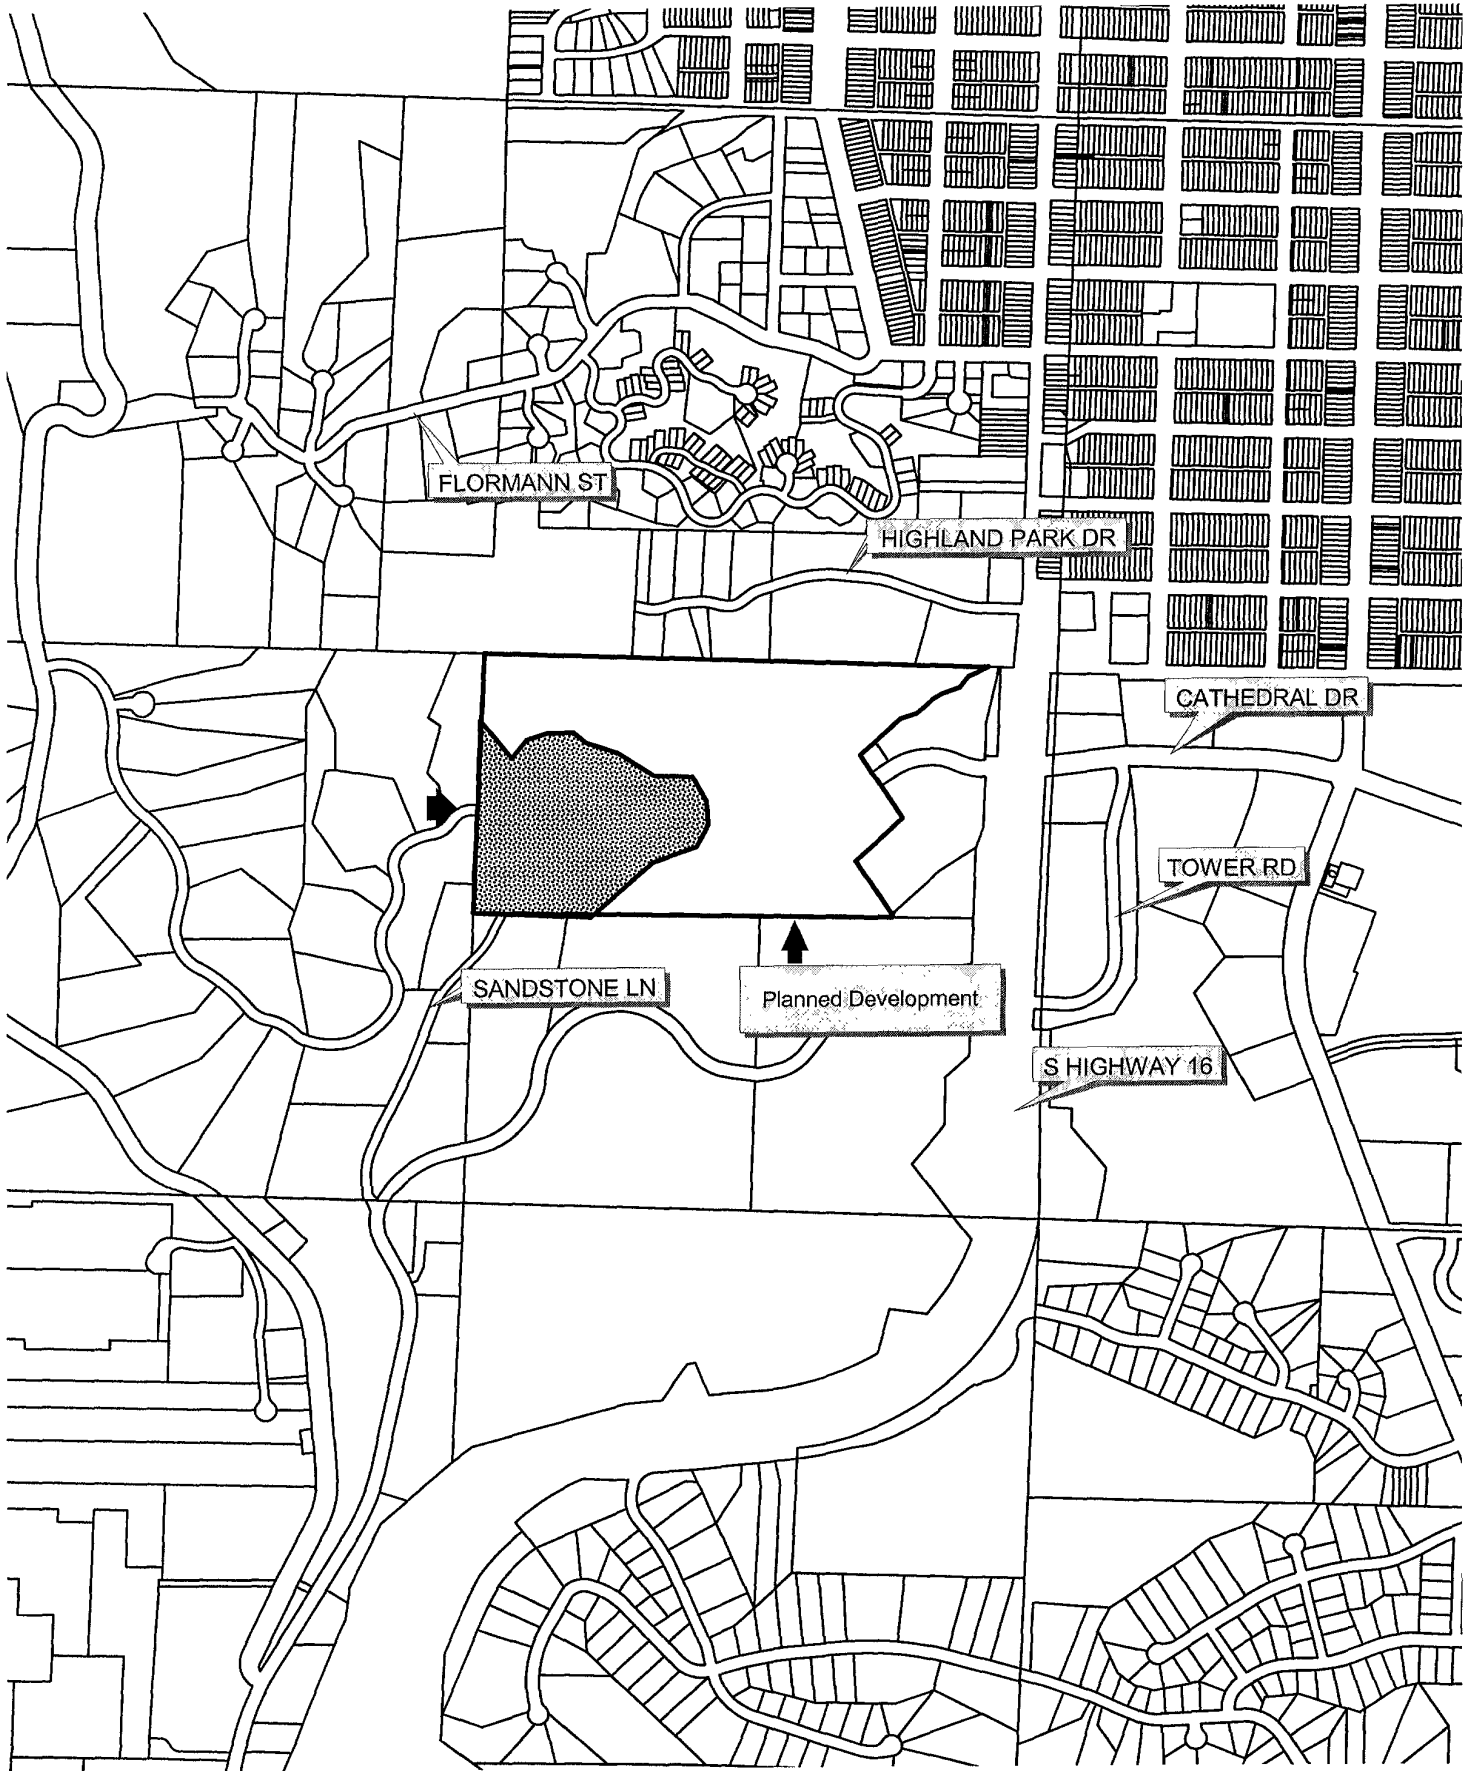 FLORMANN ST
HIGHLAND PARK DR
CATHEDRAL DR
TOWER RD
SANDSTONE LN
Planned Development
S HIGHWAY 16